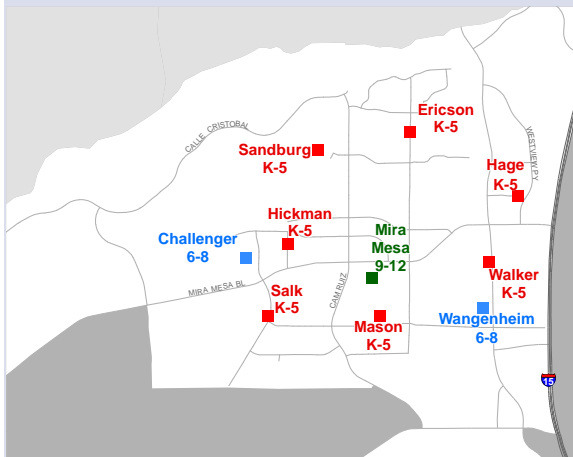 Ericson
K-5
CALLE CRISTOBAL
Sandburg
K-5
WESTVIEW PY
Hage
K-5
Hickman
K-5
Mira
Mesa
9-12
Challenger
6-8
Walker
K-5
MIRA MESA BL
Salk
K-5
CAM RUIZ
Mason
K-5
Wangenheim
6-8
15